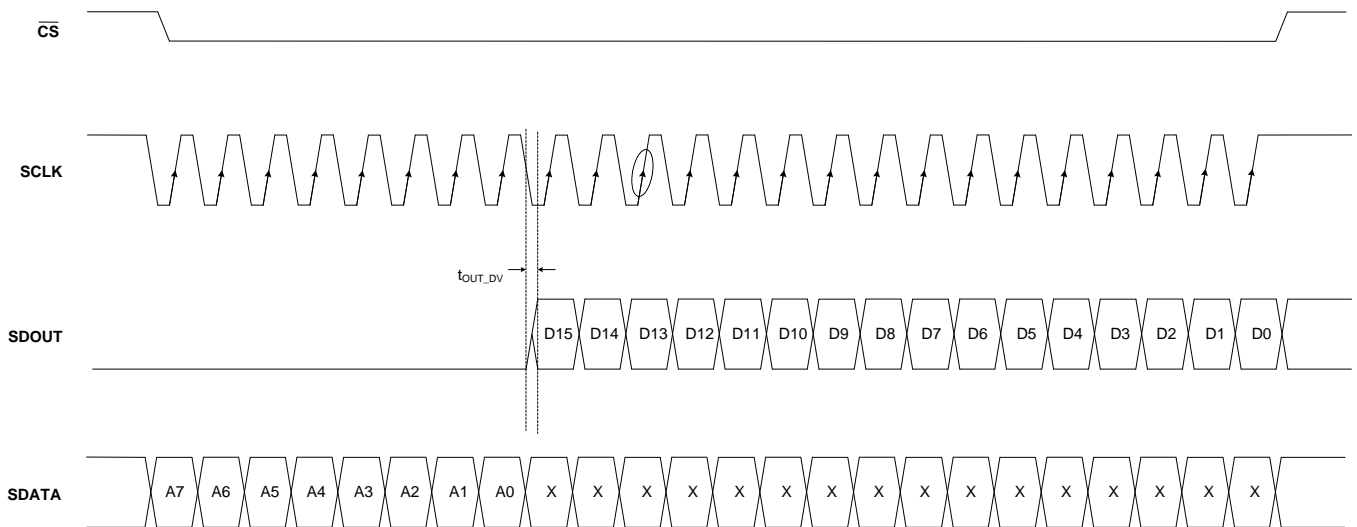 CS
SCLK
tOUT_DV
SDOUT D15 D14 D13 D12 D11 D10 D9 D8 D7 D6 D5 D4 D3 D2 D1 D0
SDATA A7 A6 A5 A4 A3 A2 A1 A0 X X X X X X X X X X X X X X X X